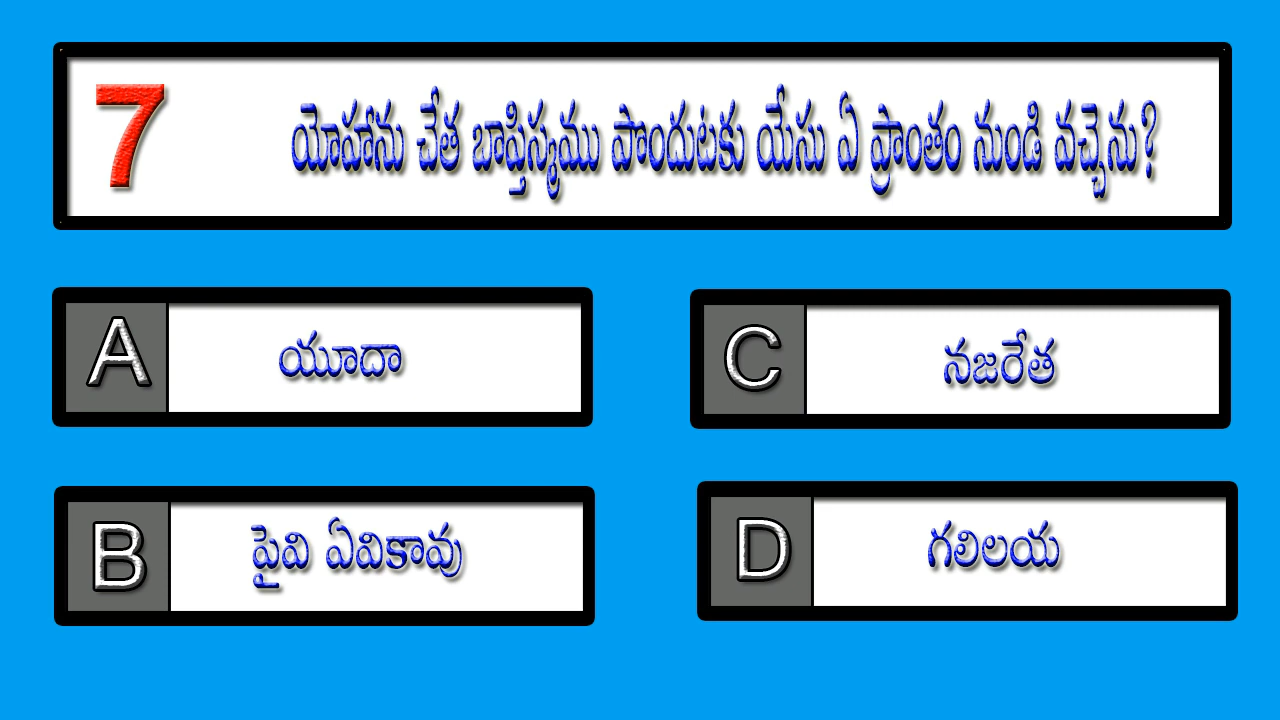 7 యోహాను చేత బాప్తిస్మము పొందుటకు యేసు ఏ ప్రాంతం నుండి వచ్చెను?
A యూదా
C నజరేత
B పైవి ఏవికావు
D గలిలయ